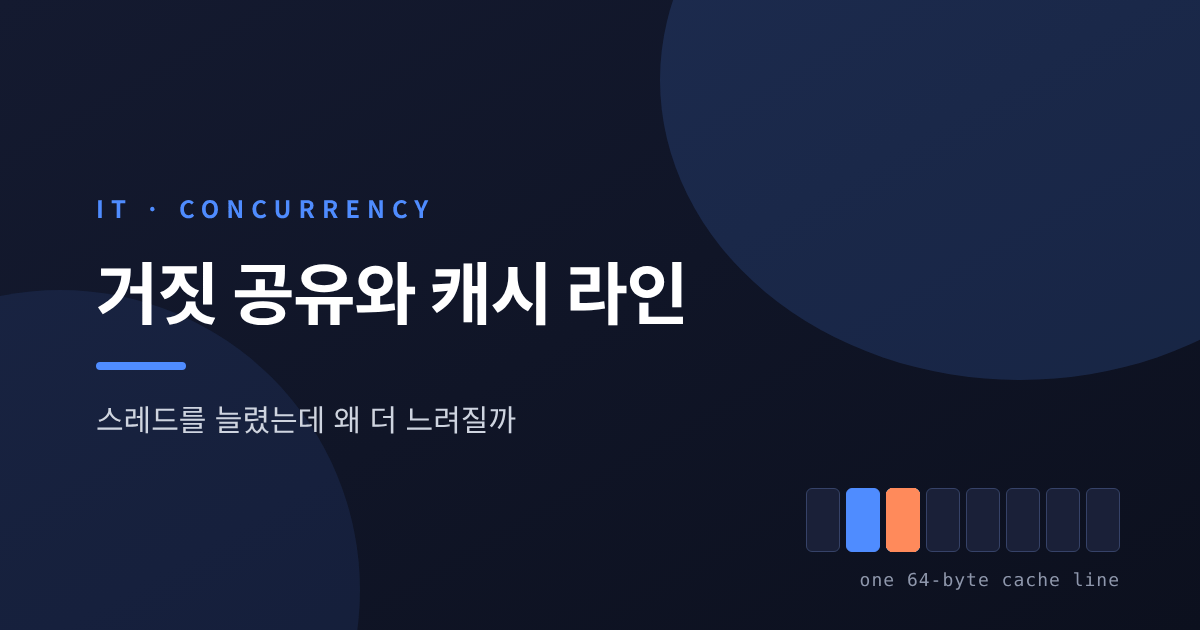 IT · CONCURRENCY
거짓 공유와 캐시 라인
스레드를 늘렸는데 왜 더 느려질까
one 64-byte cache line